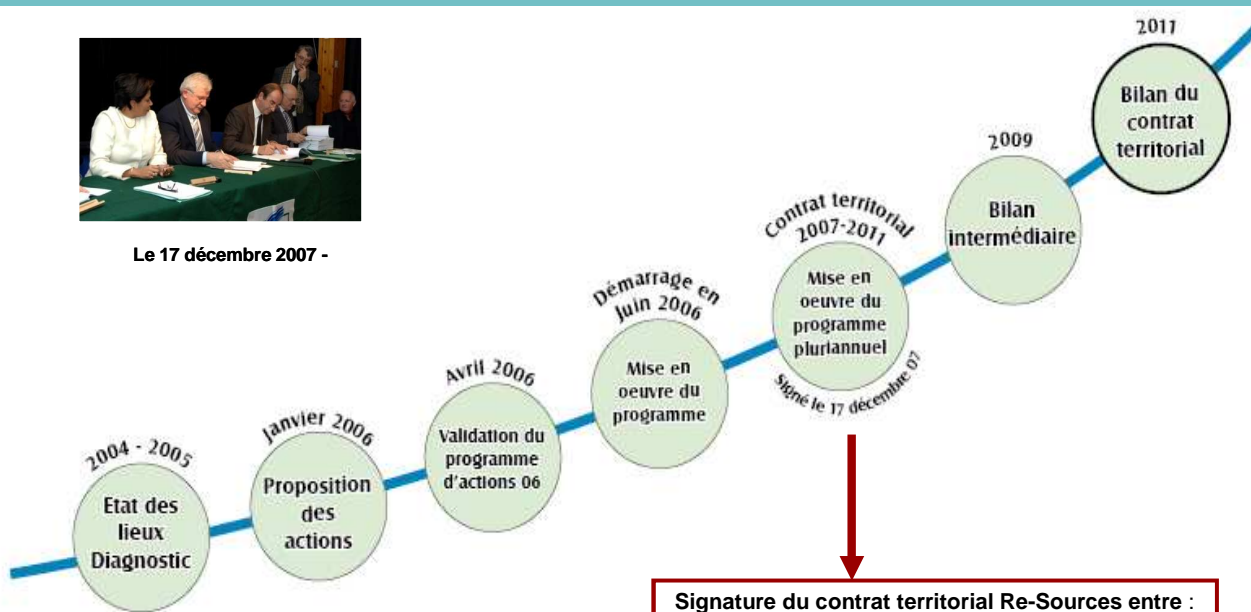 Le 17 décembre 2007 -
2004 - 2005
Etat des
lieux
Diagnostic
Janvier 2006
Proposition
des
actions
Avril 2006
Validation du
programme
d'actions 06
Démarrage en
Juin 2006
Mise en
oeuvre du
programme
Contrat territorial
2007-2011
Mise en
oeuvre du
programme
pluriannuel
Signé le 17 décembre 07
2009
Bilan
intermédiaire
2011
Bilan du
contrat
territorial
Signature du contrat territorial Re-Sources entre :